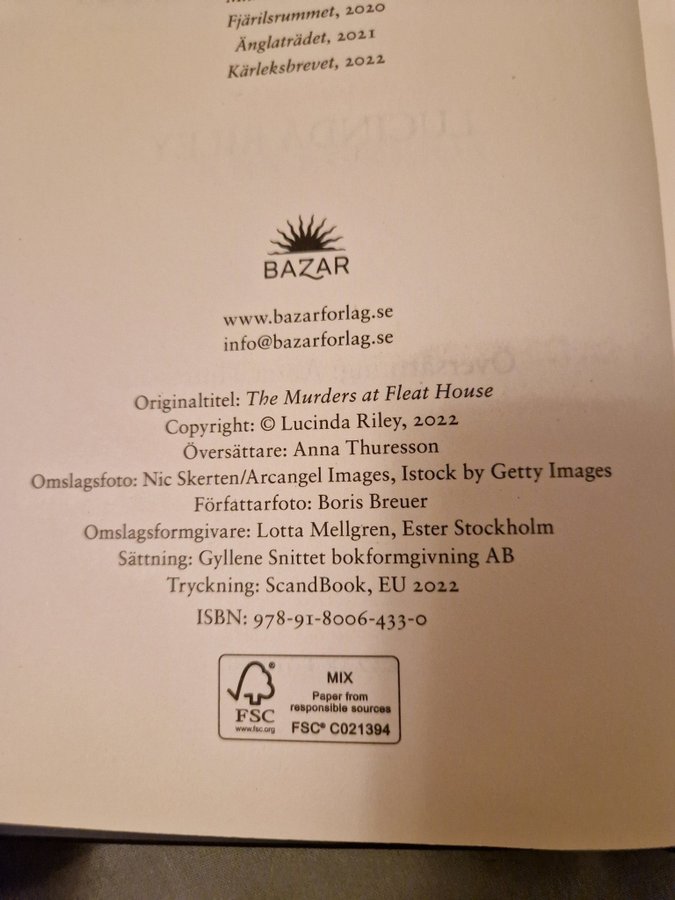 Fjärilsrummet, 2020
Änglaträdet, 2021
Kärleksbrevet, 2022
BAZAR
www.bazarforlag.se
info@bazarforlag.se
Originaltitel: The Murders at Fleat House
Copyright: © Lucinda Riley, 2022
Översättare: Anna Thuresson
Omslagsfoto: Nic Skerten/Arcangel Images, Istock by Getty Images
Författarfoto: Boris Breuer
Omslagsformgivare: Lotta Mellgren, Ester Stockholm
Sättning: Gyllene Snittet bokformgivning AB
Tryckning: ScandBook, EU 2022
ISBN: 978-91-8006-433-0
MIX
Paper from
responsible sources
FSC® C021394
FSC
www.fsc.org